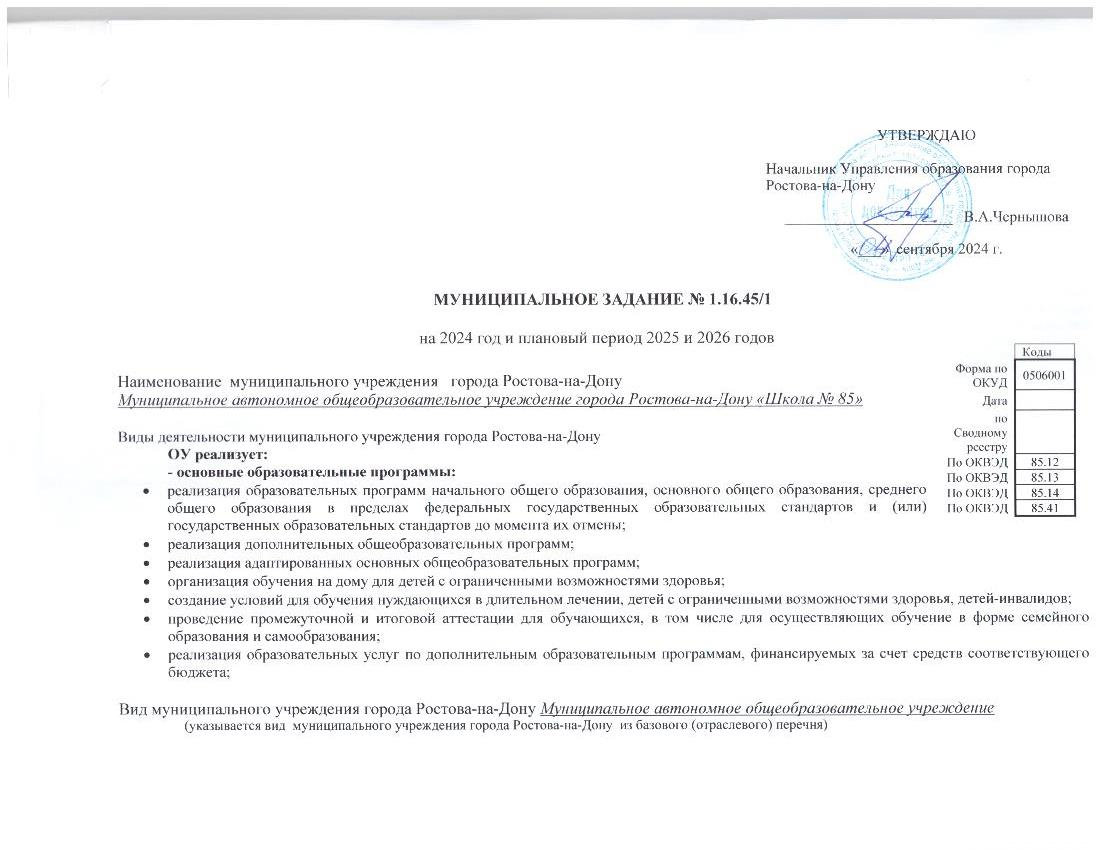 УТВЕРЖДАЮ
Начальник Управления образования города
Ростова-на-Дону
В.А.Чернышова
«___» сентября 2024 г.
Для
документов
МУНИЦИПАЛЬНОЕ ЗАДАНИЕ № 1.16.45/1
на 2024 год и плановый период 2025 и 2026 годов
Коды
Форма по
ОКУД 0506001
Дата
по
Сводному
реестру
По ОКВЭД 85.12
По ОКВЭД 85.13
По ОКВЭД 85.14
По ОКВЭД 85.41
Наименование муниципального учреждения города Ростова-на-Дону
Муниципальное автономное общеобразовательное учреждение города Ростова-на-Дону «Школа № 85»
Виды деятельности муниципального учреждения города Ростова-на-Дону
ОУ реализует:
- основные образовательные программы:
• реализация образовательных программ начального общего образования, основного общего образования, среднего
общего образования в пределах федеральных государственных образовательных стандартов и (или)
государственных образовательных стандартов до момента их отмены;
• реализация дополнительных общеобразовательных программ;
• реализация адаптированных основных общеобразовательных программ;
• организация обучения на дому для детей с ограниченными возможностями здоровья;
• создание условий для обучения нуждающихся в длительном лечении, детей с ограниченными возможностями здоровья, детей-инвалидов;
• проведение промежуточной и итоговой аттестации для обучающихся, в том числе для осуществляющих обучение в форме семейного
образования и самообразования;
• реализация образовательных услуг по дополнительным образовательным программам, финансируемых за счет средств соответствующего
бюджета;
Вид муниципального учреждения города Ростова-на-Дону Муниципальное автономное общеобразовательное учреждение
(указывается вид муниципального учреждения города Ростова-на-Дону из базового (отраслевого) перечня)